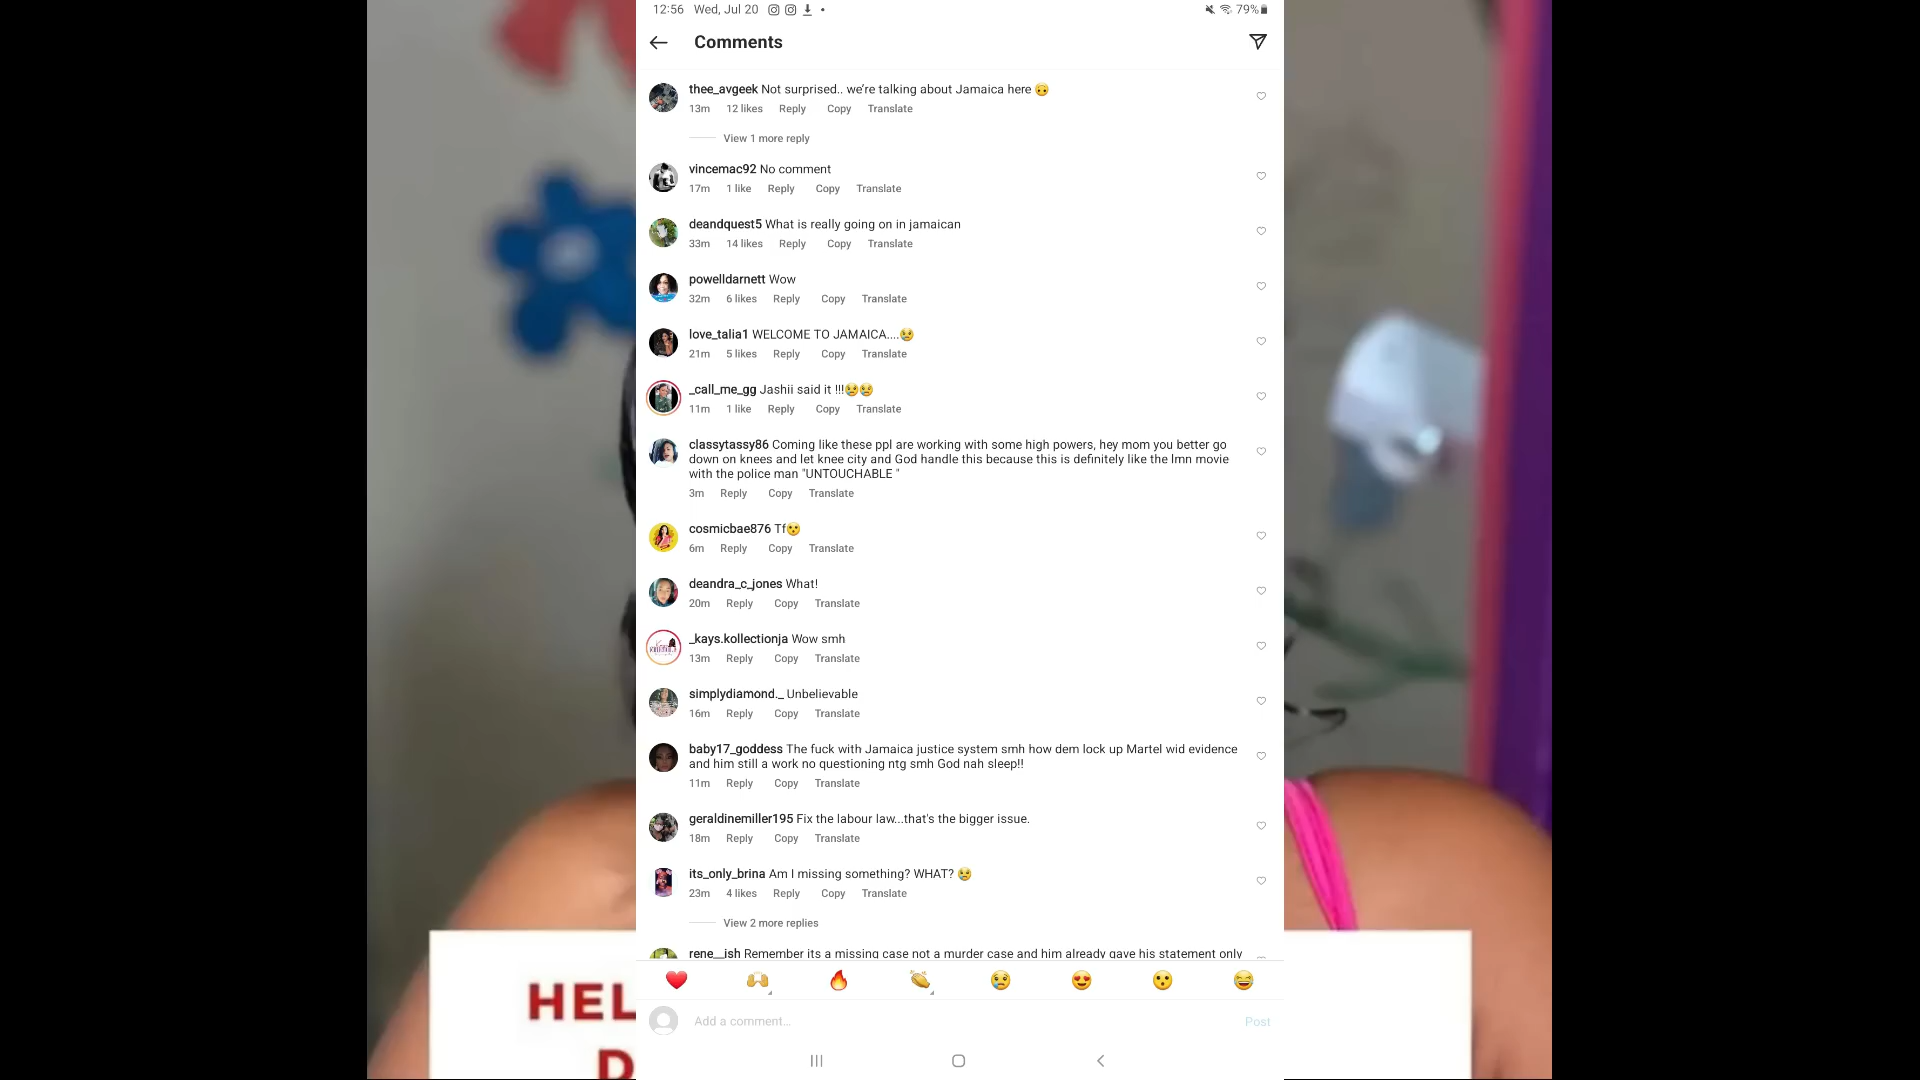 12:56 Wed, Jul 20 79%
Comments
thee_avgeek Not surprised.. we're talking about Jamaica here 🙃
13m 12 likes Reply Copy Translate
View 1 more reply
vincemac92 No comment
17m 1 like Reply Copy Translate
deandquest5 What is really going on in jamaican
33m 14 likes Reply Copy Translate
powelldarnett Wow
32m 6 likes Reply Copy Translate
love_talia1 WELCOME TO JAMAICA....😢
21m 5 likes Reply Copy Translate
_call_me_gg Jashii said it !!!😢😢
11m 1 like Reply Copy Translate
classytassy86 Coming like these ppl are working with some high powers, hey mom you better go
down on knees and let knee city and God handle this because this is definitely like the lmn movie
with the police man "UNTOUCHABLE "
3m Reply Copy Translate
cosmicbae876 Tf😯
6m Reply Copy Translate
deandra_c_jones What!
20m Reply Copy Translate
_kays.kollectionja Wow smh
13m Reply Copy Translate
simplydiamond._ Unbelievable
16m Reply Copy Translate
baby17_goddess The fuck with Jamaica justice system smh how dem lock up Martel wid evidence
and him still a work no questioning ntg smh God nah sleep!!
11m Reply Copy Translate
geraldinemiller195 Fix the labour law...that's the bigger issue.
18m Reply Copy Translate
its_only_brina Am I missing something? WHAT? 😢
23m 4 likes Reply Copy Translate
View 2 more replies
rene__ish Remember its a missing case not a murder case and him already gave his statement only
Add a comment... Post
HEL
D